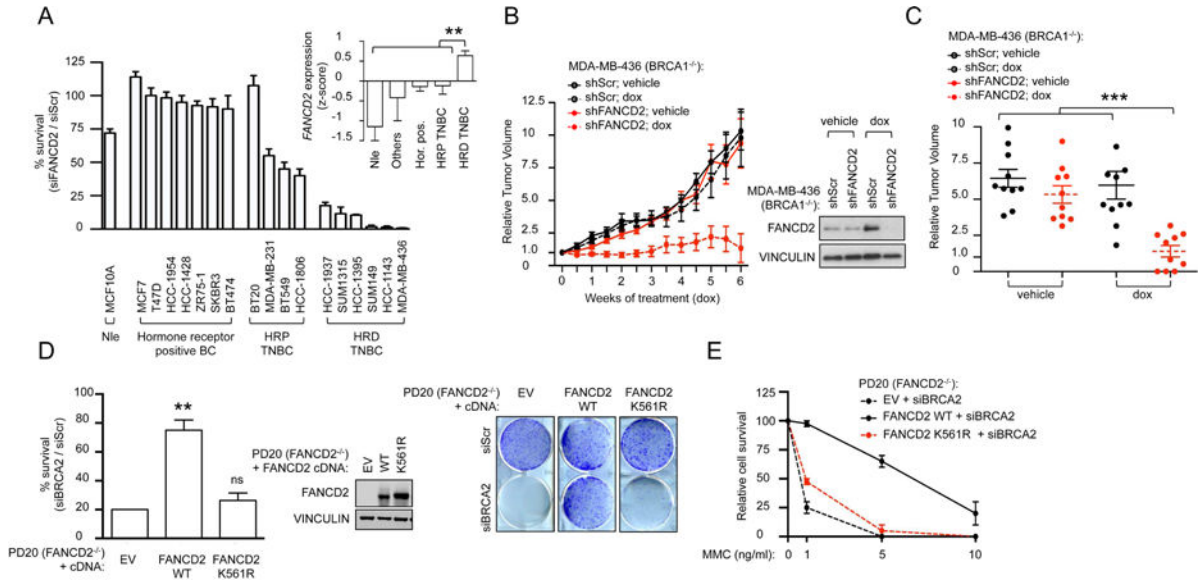 A
% survival
(siFANCD2 / siScr)
125
100
75
50
25
0
MCF10A
MCF7
T47D
HCC-1954
HCC-1428
ZR75-1
SKBR3
BT474
BT20
MDA-MB-231
BT549
HCC-1806
HCC-1937
SUM1315
HCC-1395
SUM149
HCC-1143
MDA-MB-436
Nle
Hormone receptor
positive BC
HRP
TNBC
HRD
TNBC
FANCD2 expression
(z-score)
1
0.5
0
-0.5
-1
-1.5
**
Nle
Others
Hor. pos.
HRP TNBC
HRD TNBC
B
MDA-MB-436 (BRCA1-/-):
shScr; vehicle
shScr; dox
shFANCD2; vehicle
shFANCD2; dox
Relative Tumor Volume
12.5
10.0
7.5
5.0
2.5
1.0
0
0 1 2 3 4 5 6
Weeks of treatment (dox)
vehicle dox
MDA-MB-436
(BRCA1-/-):
shScr
shFANCD2
shScr
shFANCD2
FANCD2
VINCULIN
C
MDA-MB-436 (BRCA1-/-):
shScr; vehicle
shScr; dox
shFANCD2; vehicle
shFANCD2; dox
***
Relative Tumor Volume
12.5
10
7.5
5.0
2.5
1.0
0
vehicle dox
D
% survival
(siBRCA2 / siScr)
100
80
60
40
20
0
**
ns
PD20 (FANCD2-/-)
+ cDNA:
EV
FANCD2
WT
FANCD2
K561R
PD20 (FANCD2-/-)
+ FANCD2 cDNA:
EV
WT
K561R
FANCD2
VINCULIN
PD20 (FANCD2-/-)
+ cDNA:
EV
FANCD2
WT
FANCD2
K561R
siScr
siBRCA2
E
PD20 (FANCD2-/-):
EV + siBRCA2
FANCD2 WT + siBRCA2
FANCD2 K561R + siBRCA2
Relative cell survival
125
100
75
50
25
0
MMC (ng/ml): 0 1 5 10